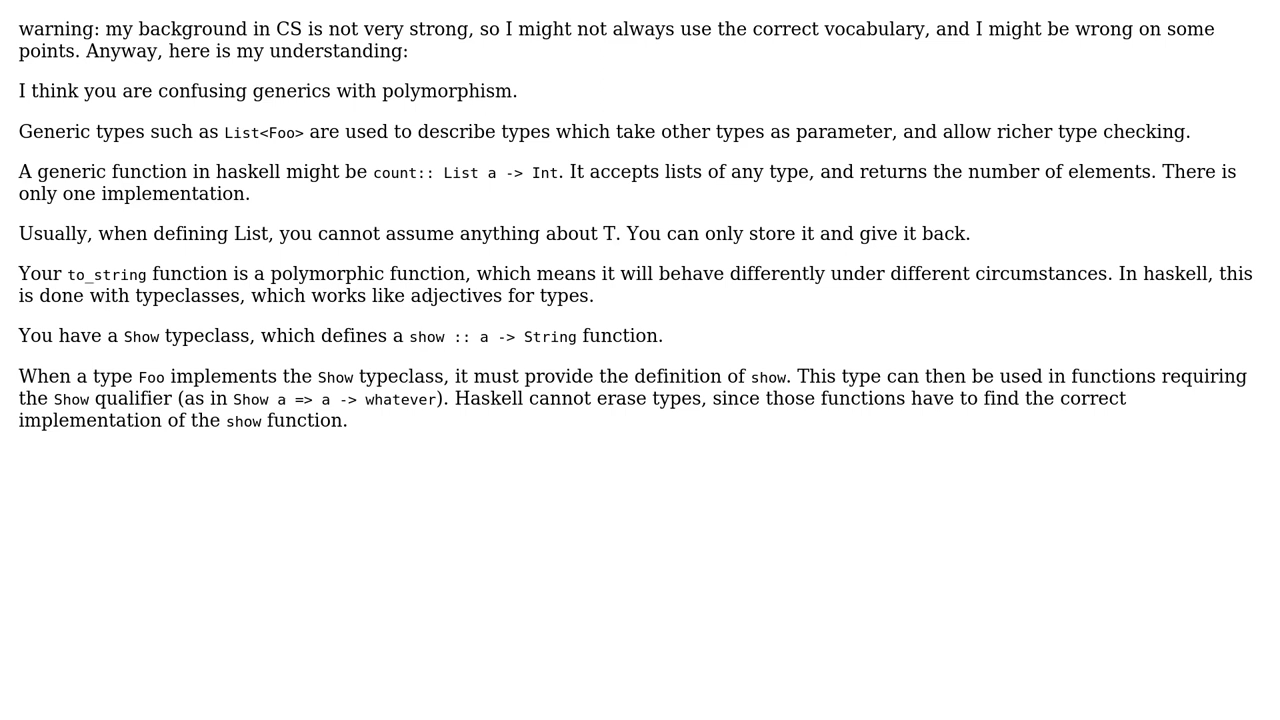 warning: my background in CS is not very strong, so I might not always use the correct vocabulary, and I might be wrong on some
points. Anyway, here is my understanding:
I think you are confusing generics with polymorphism.
Generic types such as List<Foo> are used to describe types which take other types as parameter, and allow richer type checking.
A generic function in haskell might be count:: List a -> Int. It accepts lists of any type, and returns the number of elements. There is
only one implementation.
Usually, when defining List, you cannot assume anything about T. You can only store it and give it back.
Your to_string function is a polymorphic function, which means it will behave differently under different circumstances. In haskell, this
is done with typeclasses, which works like adjectives for types.
You have a Show typeclass, which defines a show :: a -> String function.
When a type Foo implements the Show typeclass, it must provide the definition of show. This type can then be used in functions requiring
the Show qualifier (as in Show a => a -> whatever). Haskell cannot erase types, since those functions have to find the correct
implementation of the show function.